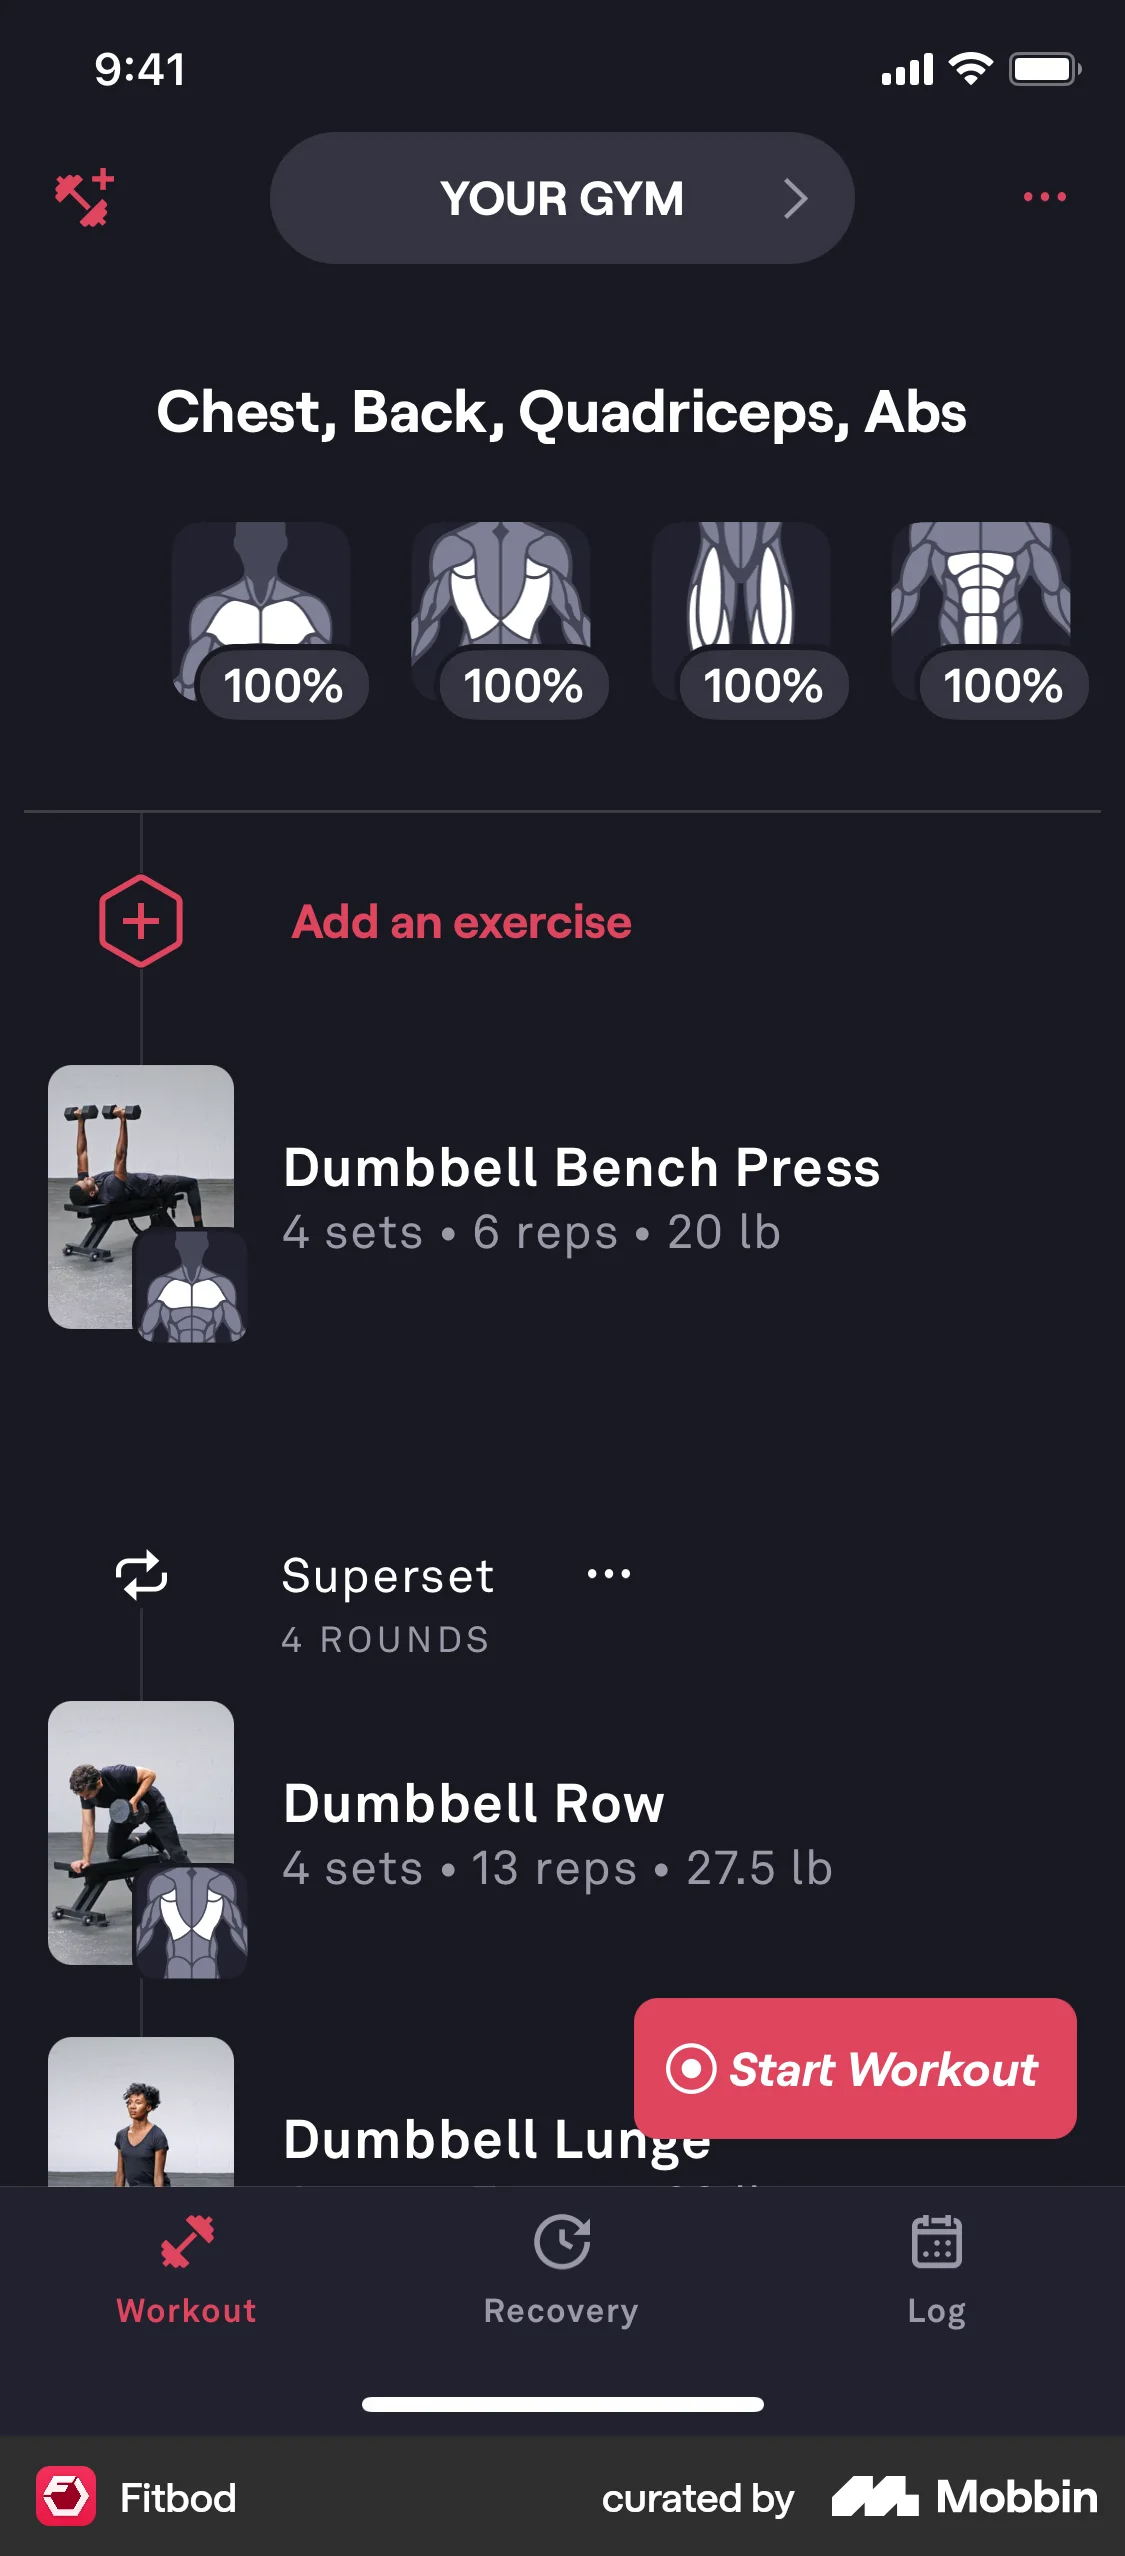 9:41
YOUR GYM
Chest, Back, Quadriceps, Abs
100% 100% 100% 100%
Add an exercise
Dumbbell Bench Press
4 sets • 6 reps • 20 lb
Superset
4 ROUNDS
Dumbbell Row
4 sets • 13 reps • 27.5 lb
Start Workout
Dumbbell Lunge
Workout Recovery Log
Fitbod curated by Mobbin